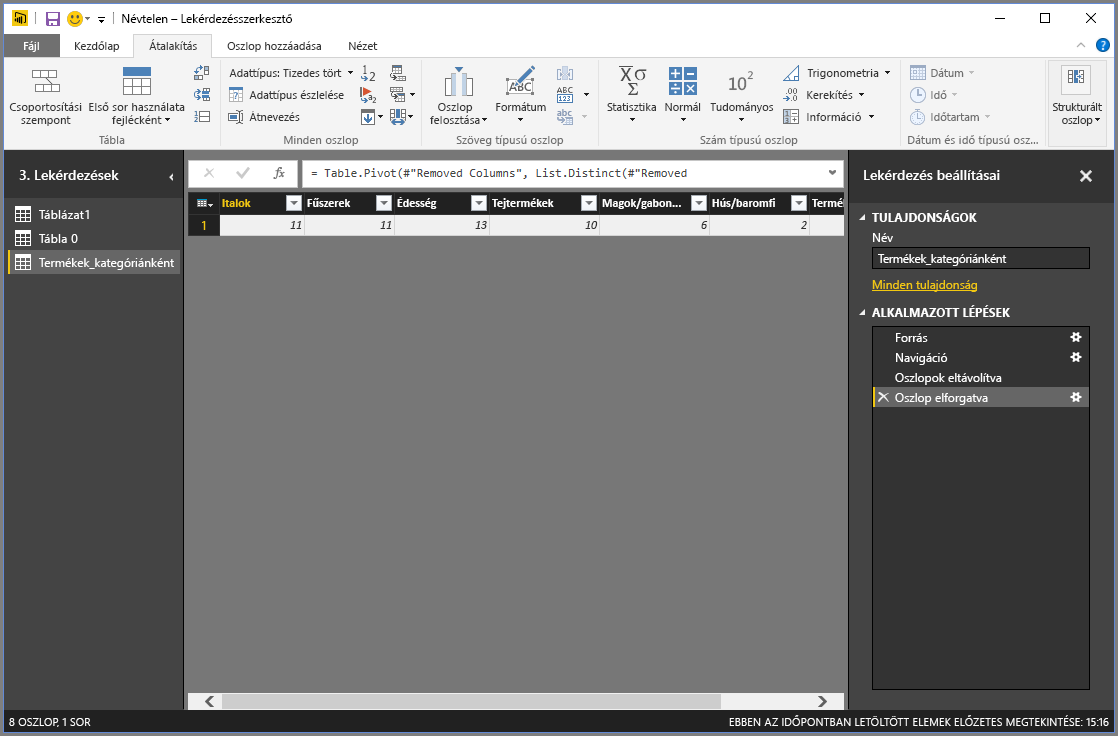 Névtelen – Lekérdezésszerkesztő
Fájl Kezdőlap Átalakítás Oszlop hozzáadása Nézet
Csoportosítási szempont
Első sor használata fejlécként
Tábla
Adattípus: Tizedes tört
Adattípus észlelése
Átnevezés
Minden oszlop
Oszlop felosztása
Formátum
Szöveg típusú oszlop
Statisztika
Normál
Tudományos
Trigonometria
Kerekítés
Információ
Szám típusú oszlop
Dátum
Idő
Időtartam
Dátum és idő típusú osz...
Strukturált oszlop
3. Lekérdezések
Táblázat1
Tábla 0
Termékek_kategóriánként
= Table.Pivot(#"Removed Columns", List.Distinct(#"Removed
Italok Fűszerek Édesség Tejtermékek Magok/gabon... Hús/baromfi Termé
1 11 11 13 10 6 2
Lekérdezés beállításai
TULAJDONSÁGOK
Név
Termékek_kategóriánként
Minden tulajdonság
ALKALMAZOTT LÉPÉSEK
Forrás
Navigáció
Oszlopok eltávolítva
Oszlop elforgatva
8 OSZLOP, 1 SOR
EBBEN AZ IDŐPONTBAN LETÖLTÖTT ELEMEK ELŐZETES MEGTEKINTÉSE: 15:16